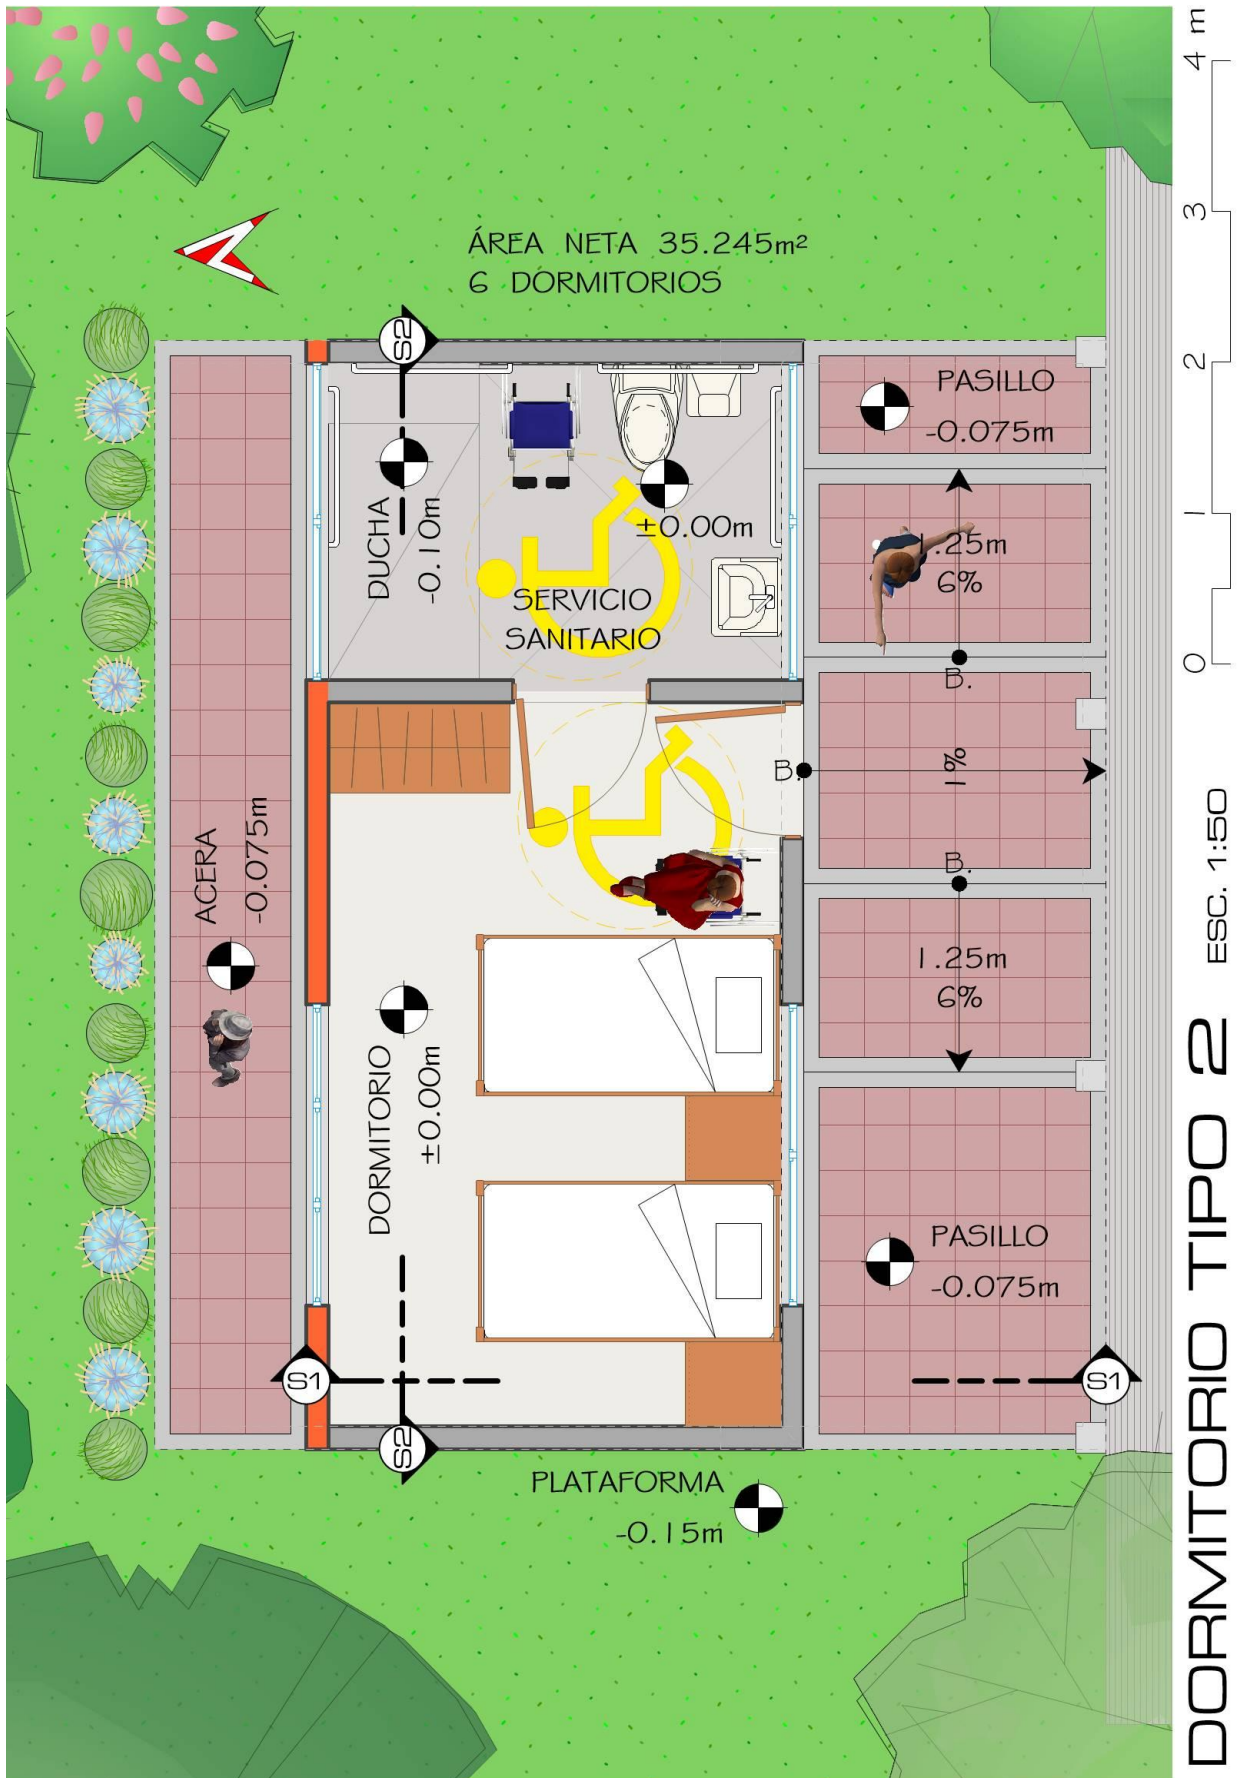 ÁREA NETA 35.245m²
6 DORMITORIOS
S2
PASILLO
-0.075m
DUCHA
-0.10m
±0.00m
1.25m
6%
SERVICIO
SANITARIO
B.
B.
1%
ACERA
-0.075m
B.
1.25m
6%
DORMITORIO
±0.00m
PASILLO
-0.075m
S1
S1
S2
PLATAFORMA
-0.15m
DORMITORIO TIPO 2 ESC. 1:50
0 1 2 3 4 m